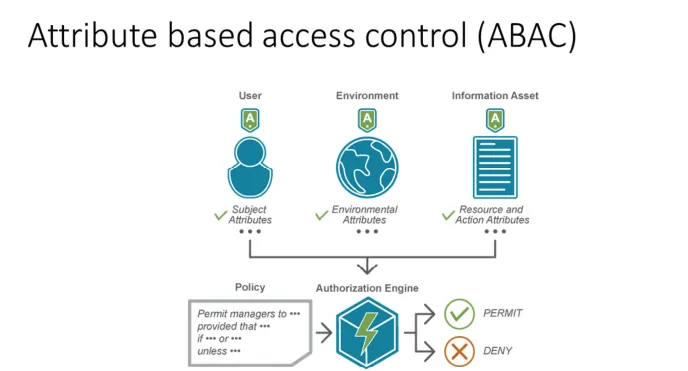 Attribute based access control (ABAC)
User
Environment
Information Asset
A
A
A
Subject
Attributes
•••
Environmental
Attributes
•••
Resource and
Action Attributes
•••
Policy
Authorization Engine
Permit managers to •••
provided that •••
if ••• or •••
unless •••
PERMIT
DENY